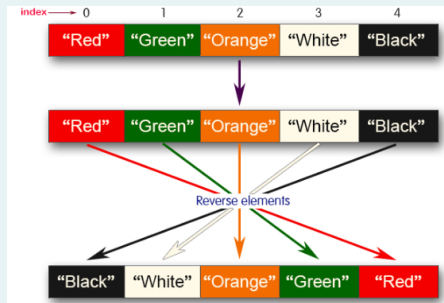 index 0 1 2 3 4
“Red” “Green” “Orange” “White” “Black”
“Red” “Green” “Orange” “White” “Black”
Reverse elements
“Black” “White” “Orange” “Green” “Red”